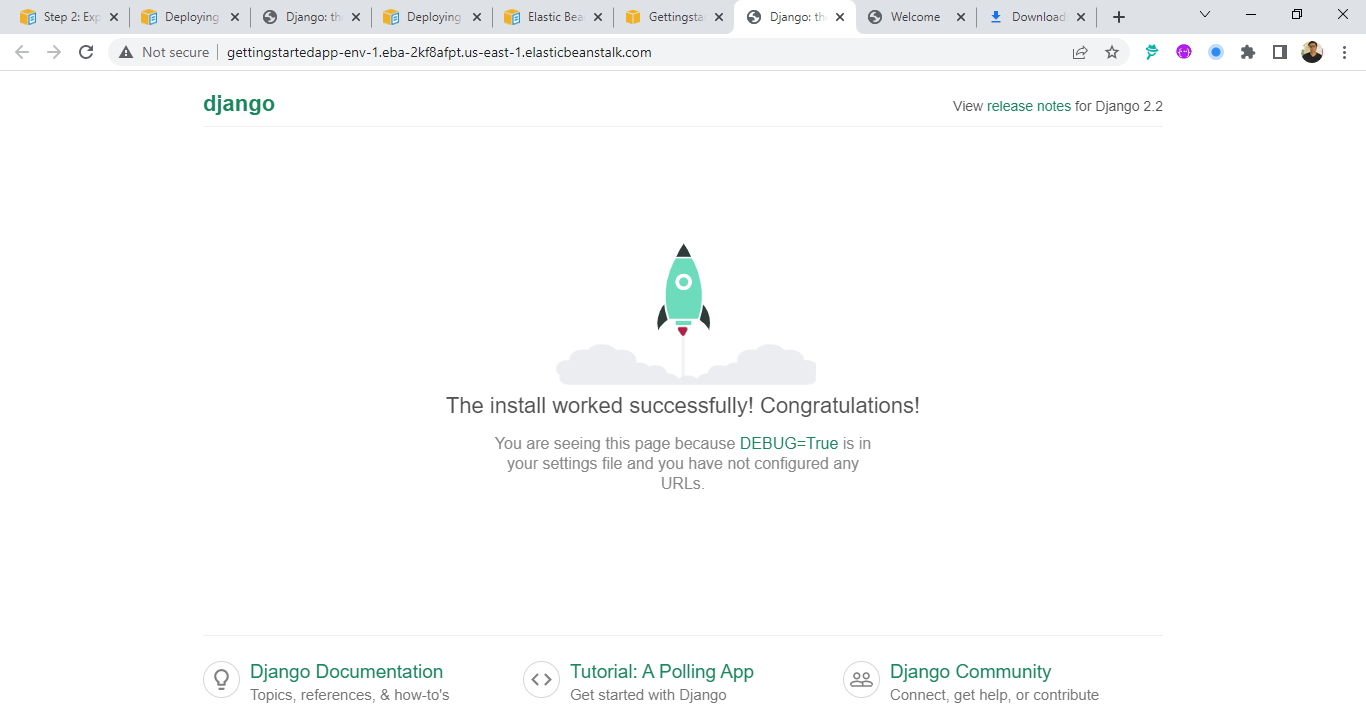 Step 2: Exp
Deploying
Django: th
Deploying
Elastic Bea
Gettingsta
Django: th
Welcome
Download
Not secure
gettingstartedapp-env-1.eba-2kf8afpt.us-east-1.elasticbeanstalk.com
django
View release notes for Django 2.2
The install worked successfully! Congratulations!
You are seeing this page because DEBUG=True is in
your settings file and you have not configured any
URLs.
Django Documentation
Topics, references, & how-to's
Tutorial: A Polling App
Get started with Django
Django Community
Connect, get help, or contribute